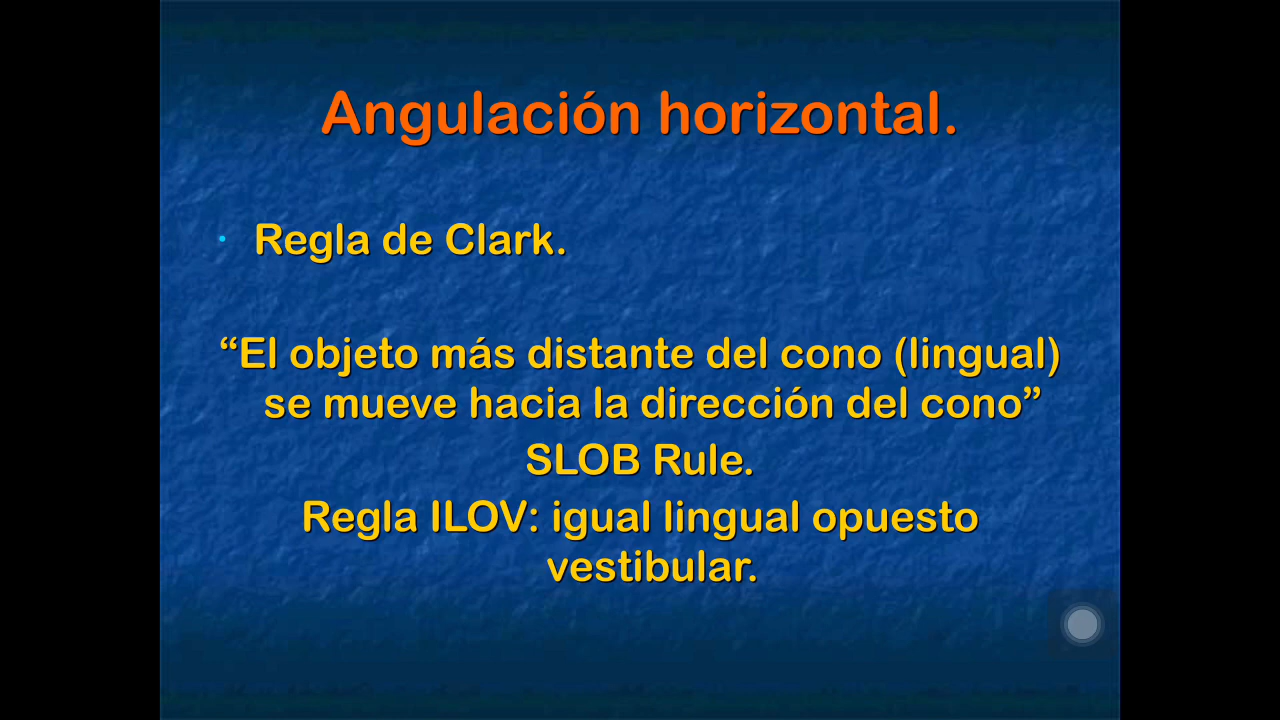 Angulación horizontal.
• Regla de Clark.
“El objeto más distante del cono (lingual)
se mueve hacia la dirección del cono”
SLOB Rule.
Regla ILOV: igual lingual opuesto
vestibular.